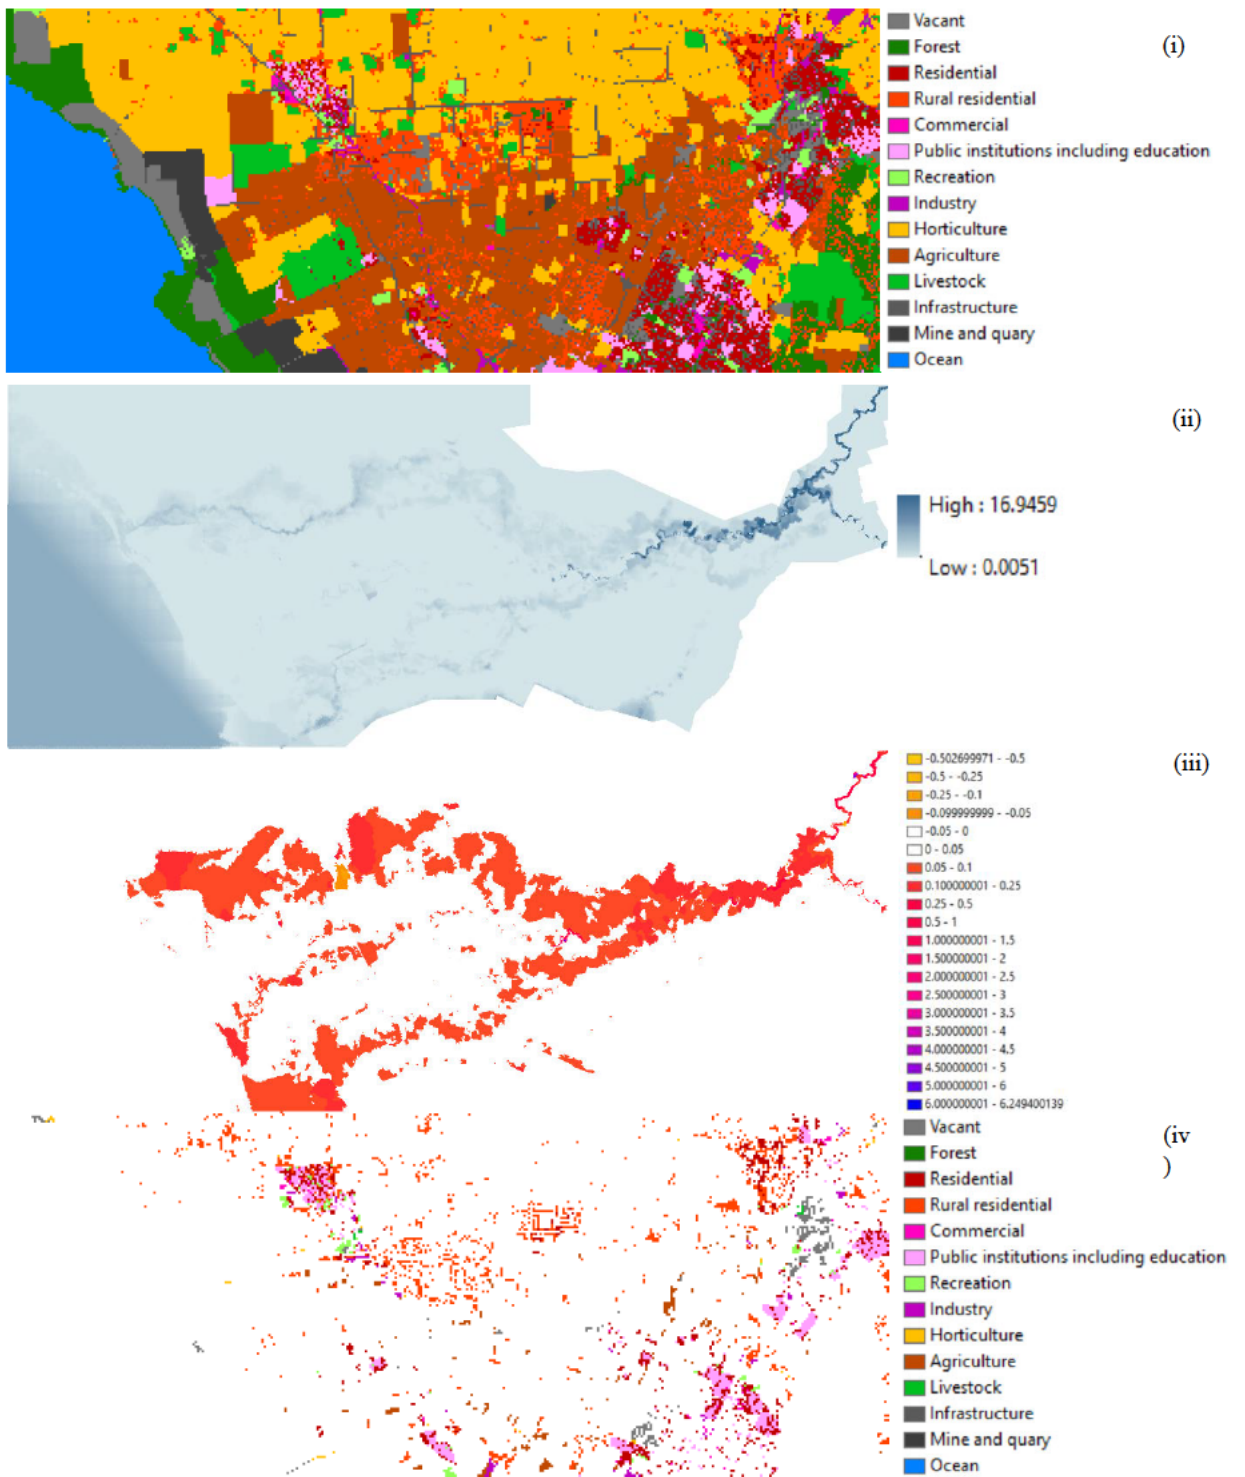 Vacant
(i)
Forest
Residential
Rural residential
Commercial
Public institutions including education
Recreation
Industry
Horticulture
Agriculture
Livestock
Infrastructure
Mine and quary
Ocean
(ii)
High : 16.9459
Low : 0.0051
(iii)
-0.502699971 - -0.5
-0.5 - -0.25
-0.25 - -0.1
-0.099999999 - -0.05
-0.05 - 0
0 - 0.05
0.05 - 0.1
0.100000001 - 0.25
0.25 - 0.5
0.5 - 1
1.000000001 - 1.5
1.500000001 - 2
2.000000001 - 2.5
2.500000001 - 3
3.000000001 - 3.5
3.500000001 - 4
4.000000001 - 4.5
4.500000001 - 5
5.000000001 - 6
6.000000001 - 6.249400139
Vacant
(iv
)
Forest
Residential
Rural residential
Commercial
Public institutions including education
Recreation
Industry
Horticulture
Agriculture
Livestock
Infrastructure
Mine and quary
Ocean